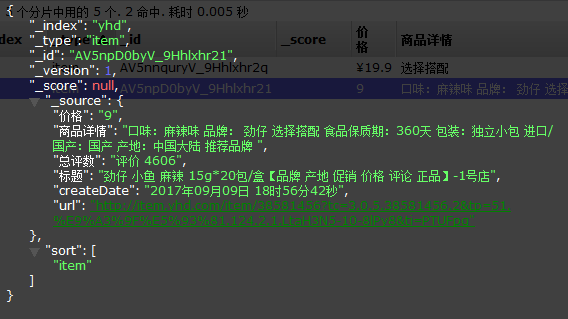 {
个分片中用的 5 个. 2 命中. 耗时 0.005 秒
"_index": "yhd",
"_type": "item",
"_id": "AV5npD0byV_9Hhlxhr21",
"_version": 1,
"_score": null,
"_source": {
"价格": "9",
"商品详情": "口味：麻辣味 品牌： 劲仔 选择搭配 食品保质期：360天 包装：独立小包 进口/
国产：国产 产地：中国大陆 推荐品牌 ",
"总评数": "评价 4606",
"标题": "劲仔 小鱼 麻辣 15g*20包/盒【品牌 产地 促销 价格 评论 正品】-1号店",
"createDate": "2017年09月09日 18时56分42秒",
"url":
},
"sort": [
"item"
]
}
ndex
_id
_score
价格
商品详情
AV5nnquryV_9Hhlxhr2q
¥19.9
选择搭配
AV5npD0byV_9Hhlxhr21
9
口味：麻辣味 品牌： 劲仔 选